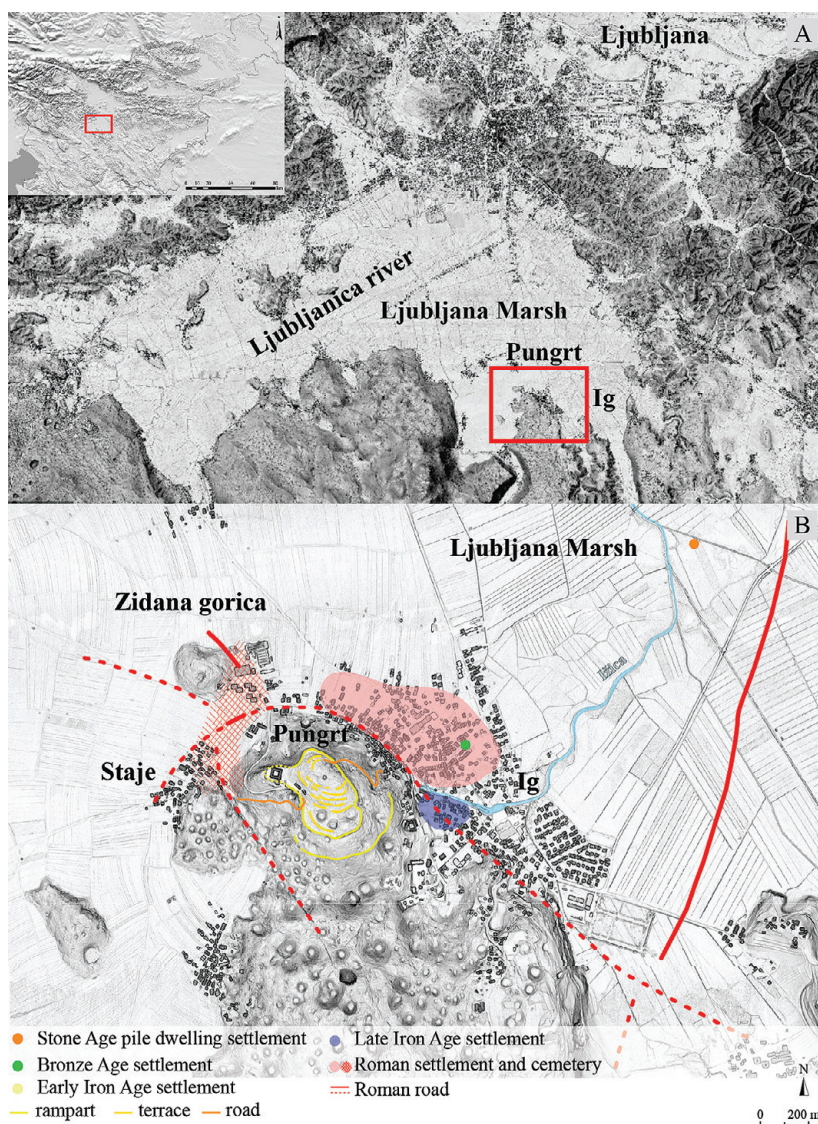 Ljubljana
A
Ljubljanica river
Ljubljana Marsh
Pungrt
Ig
B
Ljubljana Marsh
Zidana gorica
Ižica
Pungrt
Staje
Ig
Stone Age pile dwelling settlement
Bronze Age settlement
Early Iron Age settlement
rampart
terrace
road
Late Iron Age settlement
Roman settlement and cemetery
Roman road
N
0 200 m